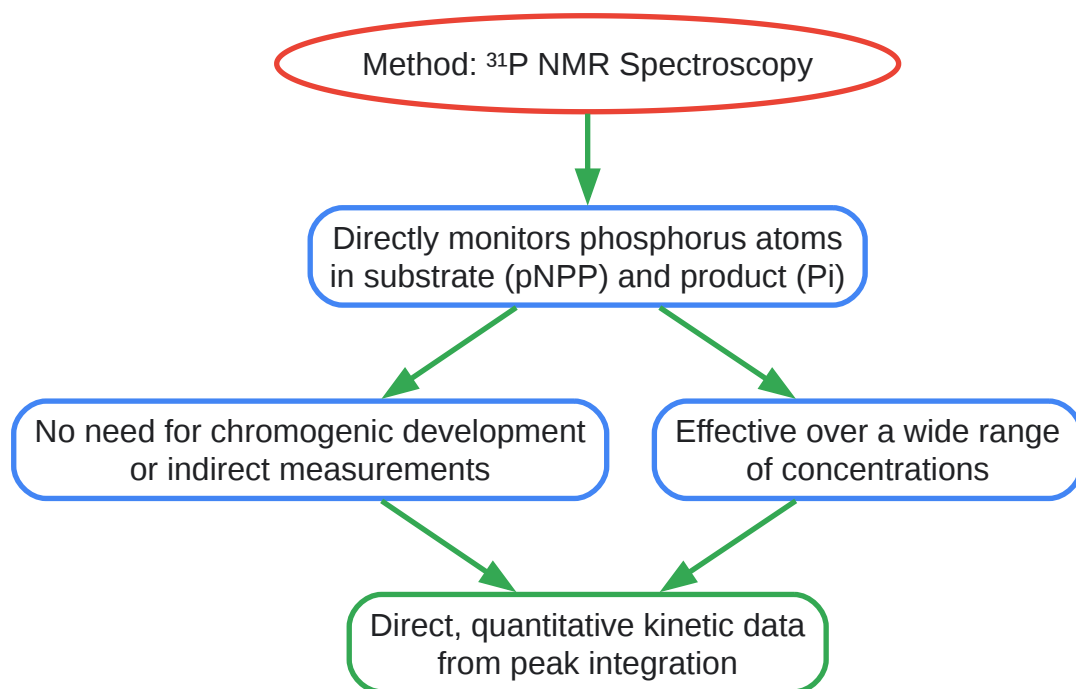 Method: ³¹P NMR Spectroscopy
Directly monitors phosphorus atoms
in substrate (pNPP) and product (Pi)
No need for chromogenic development
or indirect measurements
Effective over a wide range
of concentrations
Direct, quantitative kinetic data
from peak integration